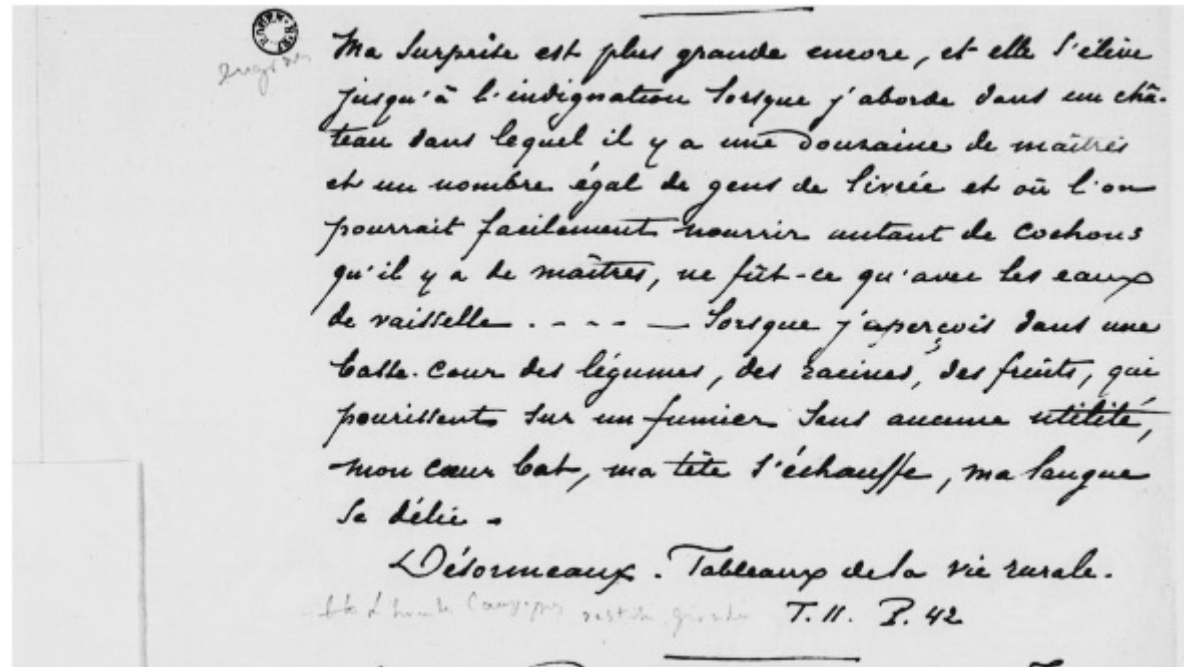 Ma surprise est plus grande encore, et elle s'élève
jusqu'à l'indignation lorsque j'aborde dans un châ-
teau dans lequel il y a une douzaine de maîtres
et un nombre égal de gens de livrée et où l'on
pourrait facilement nourrir autant de cochons
qu'il y a de maîtres, ne fût-ce qu'avec les eaux
de vaisselle . - - - — lorsque j'aperçois dans une
basse-cour des légumes, des racines, des fruits, qui
pourissent sur un fumier sans aucune utilité,
mon cœur bat, ma tête s'échauffe, ma langue
se délie.
Désormeaux. Tableaux de la vie rurale.
T. II. P. 42